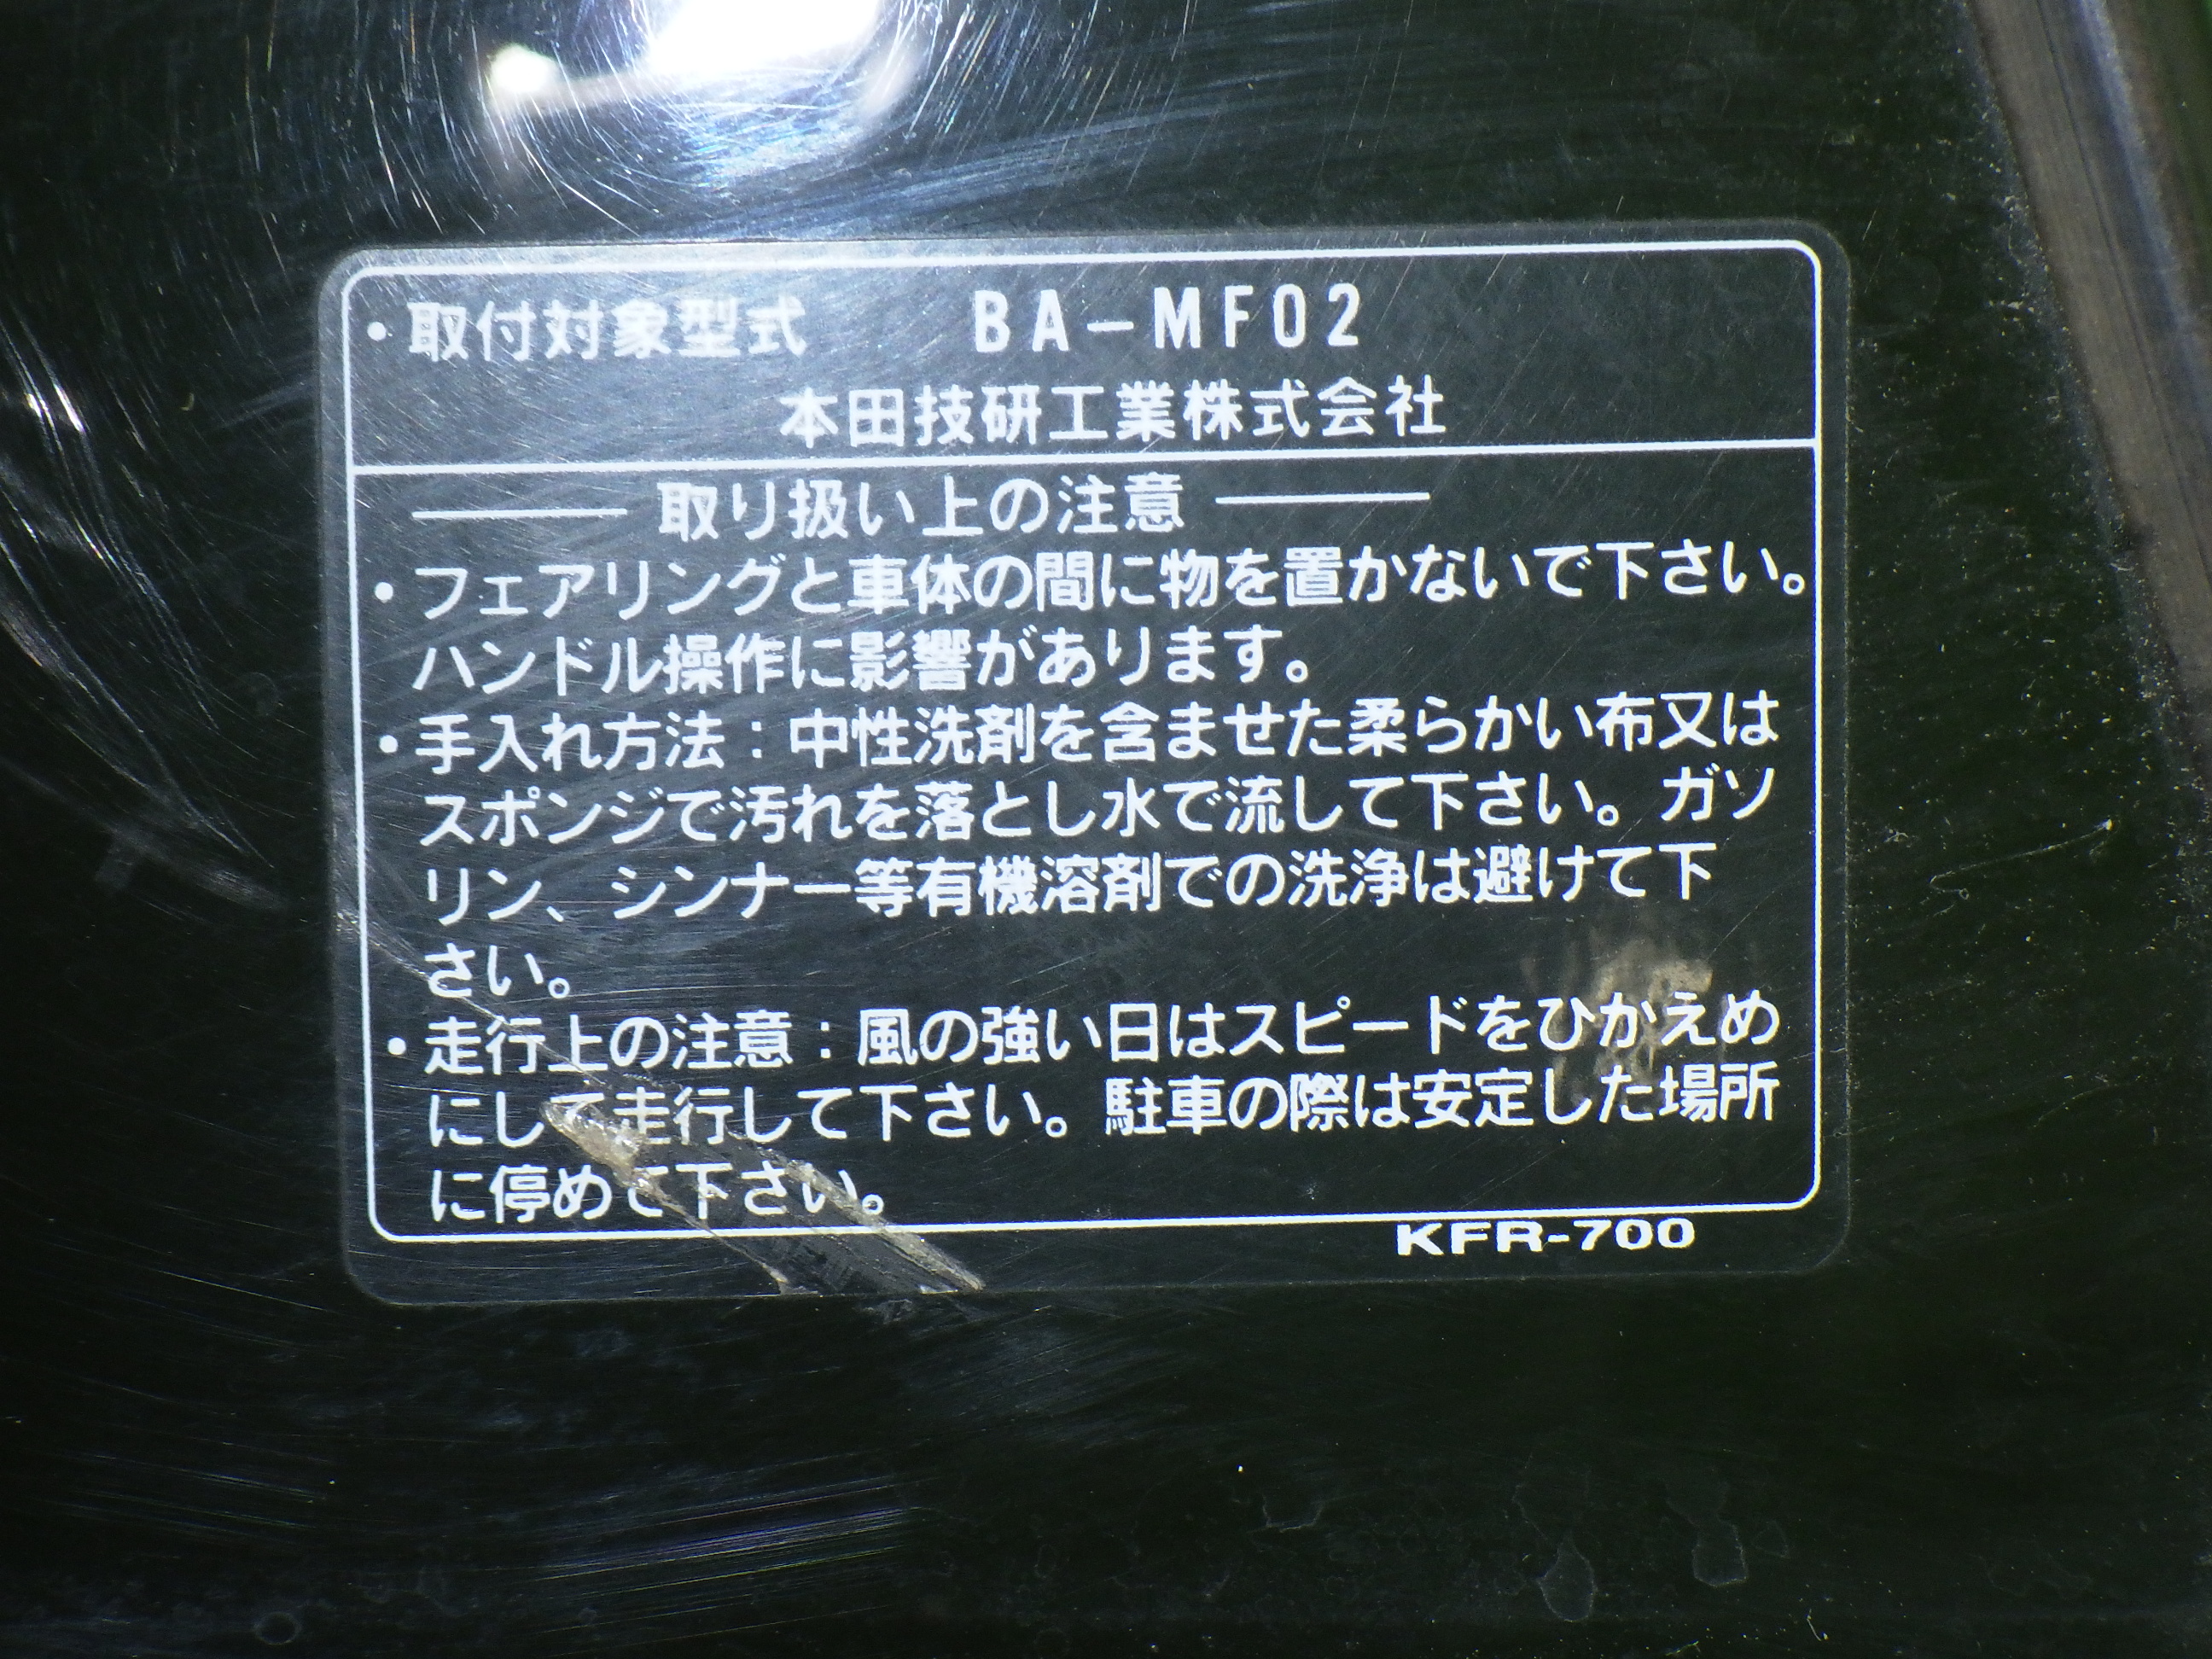 ・取付対象型式 BA-MF02
本田技研工業株式会社
取り扱い上の注意
・フェアリングと車体の間に物を置かないで下さい。
ハンドル操作に影響があります。
・手入れ方法：中性洗剤を含ませた柔らかい布又は
スポンジで汚れを落とし水で流して下さい。ガソ
リン、シンナー等有機溶剤での洗浄は避けて下
さい。
・走行上の注意：風の強い日はスピードをひかえめ
にして走行して下さい。駐車の際は安定した場所
に停めて下さい。
KFR-700